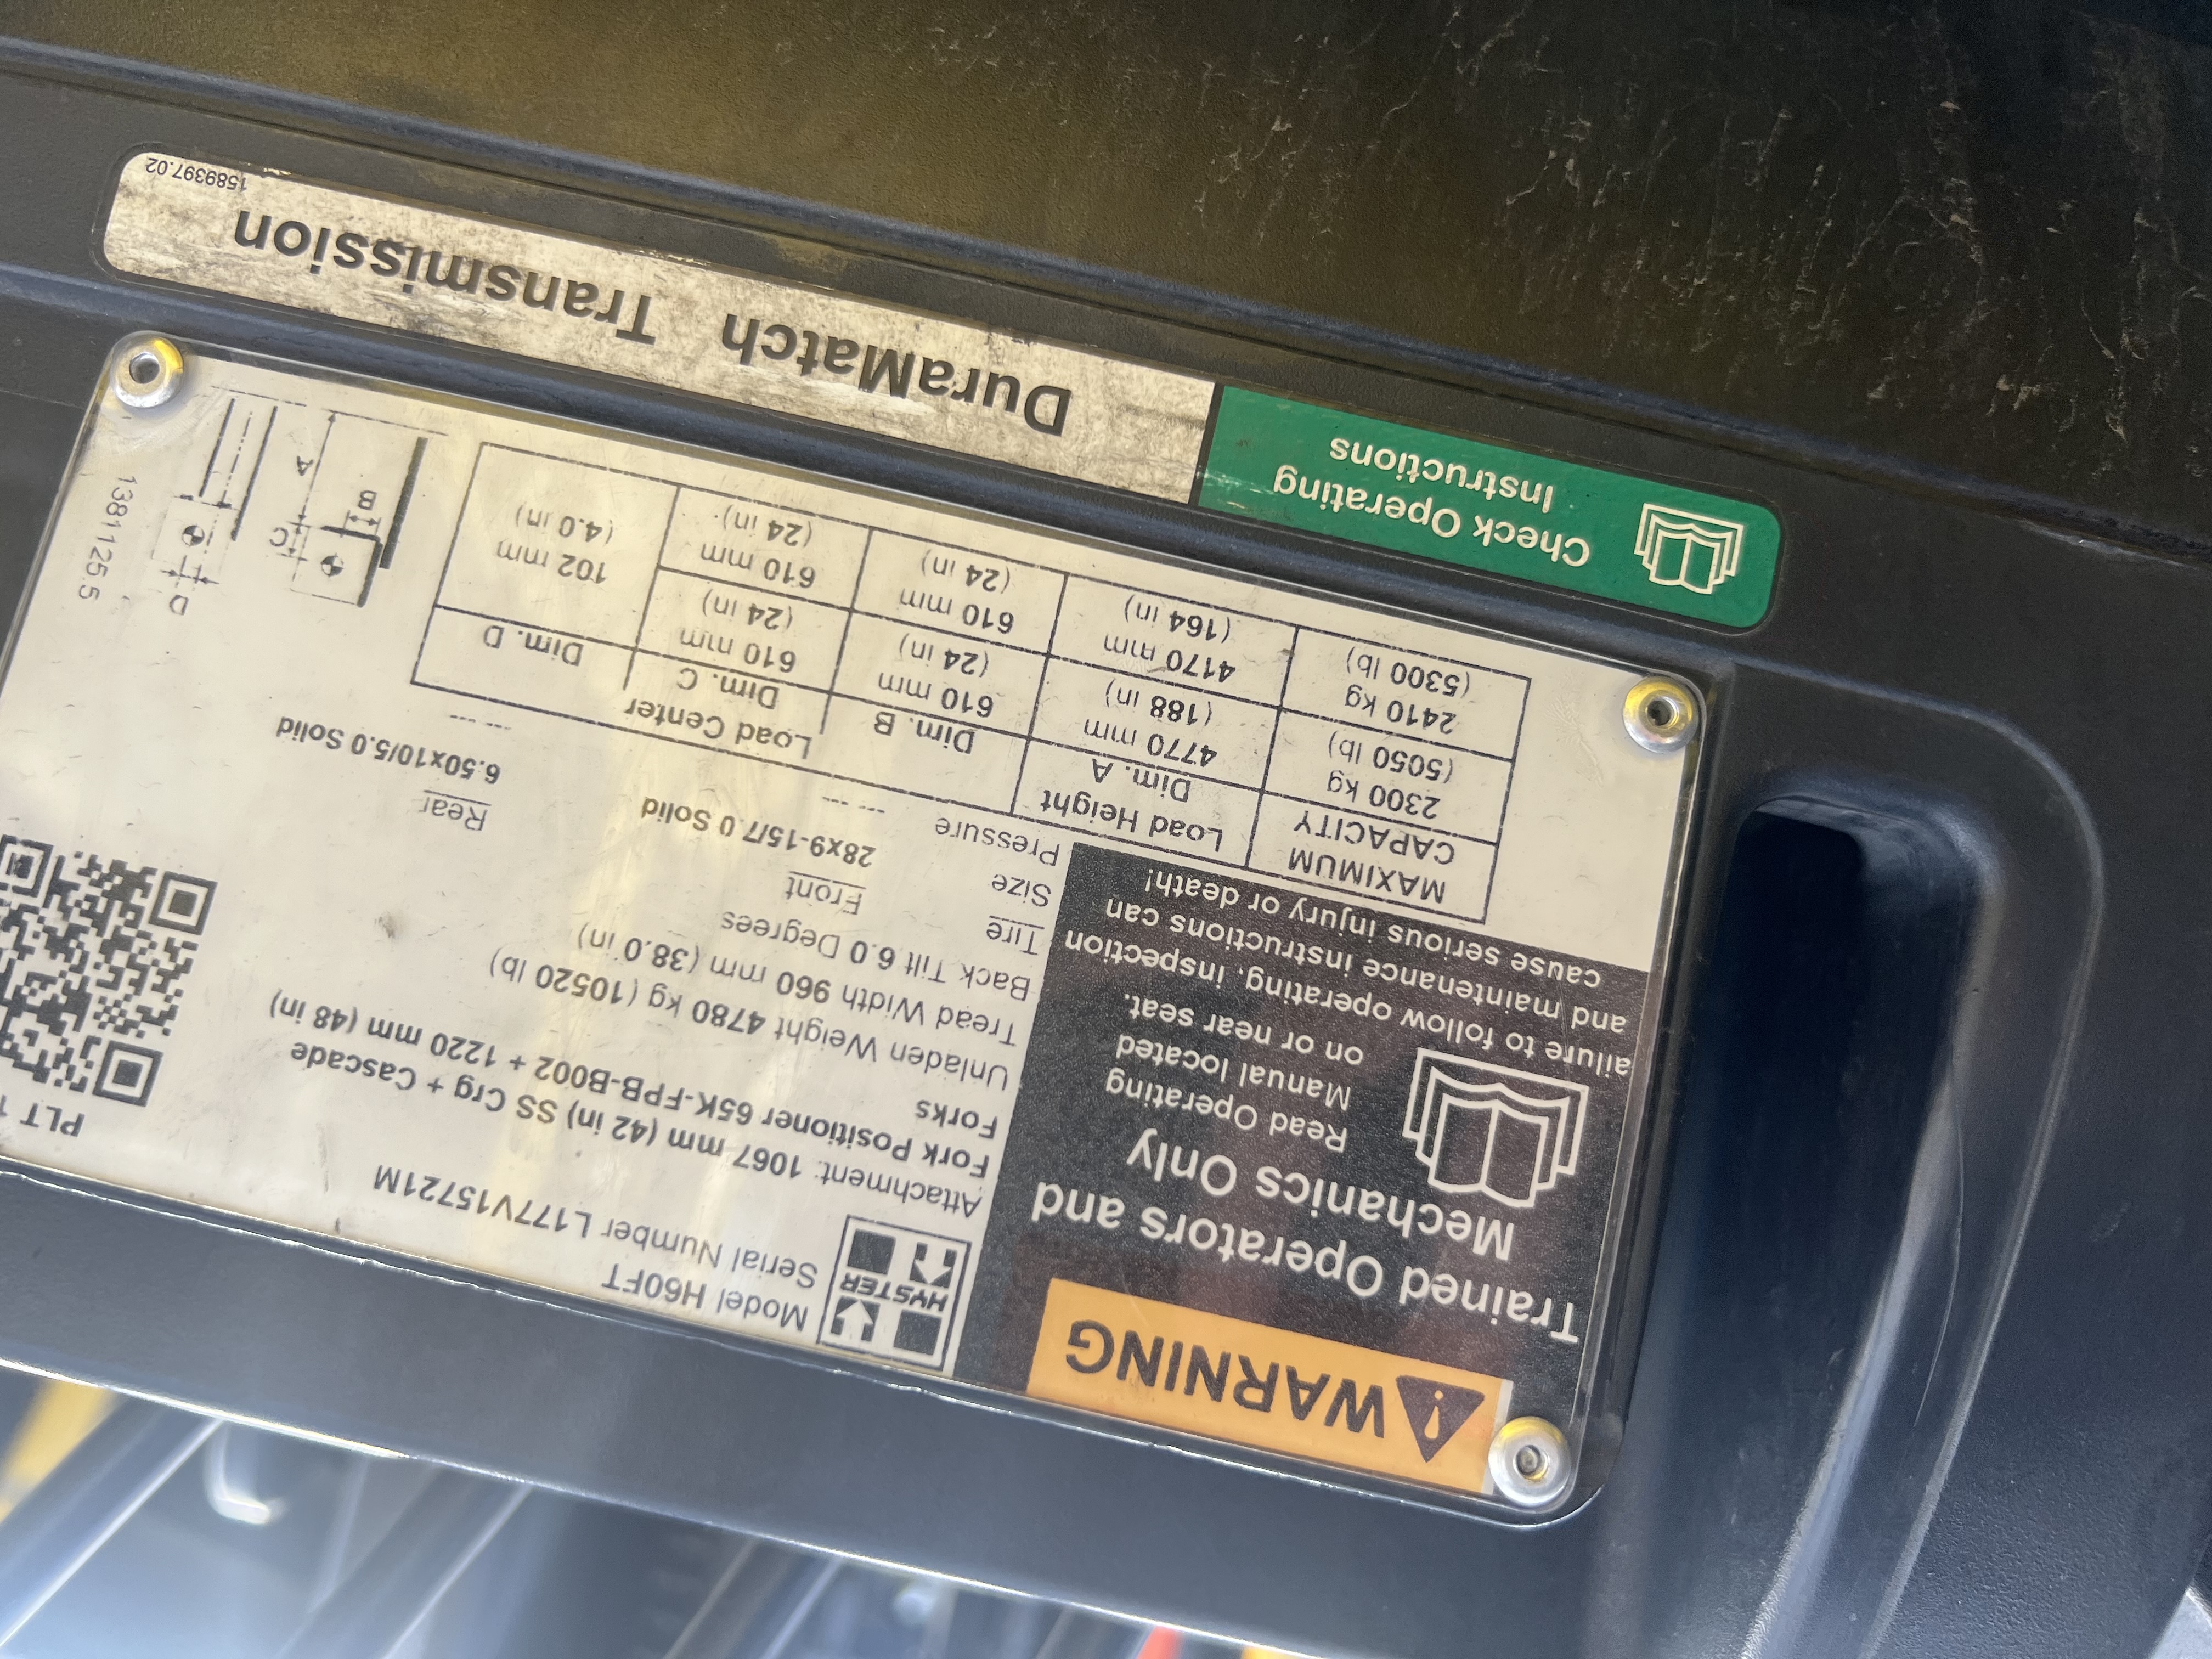 WARNING
Trained Operators and
Mechanics Only
Read Operating
Manual located
on or near seat.
ailure to follow operating, inspection
and maintenance instructions can
cause serious injury or death!
HYSTER
Model H60FT
Serial Number L177V15721M
Attachment: 1067 mm (42 in) SS Crg + Cascade
Fork Positioner 65K-FPB-B002 + 1220 mm (48 in)
Forks
Unladen Weight 4780 kg (10520 lb)
Tread Width 960 mm (38.0 in)
Back Tilt 6.0 Degrees
Tire Front Rear
Size 28x9-15/7.0 Solid 6.50x10/5.0 Solid
Pressure --- --- --- ---
PLT
MAXIMUM
CAPACITY
Load Height
Dim. A
Load Center
Dim. B Dim. C Dim. D
2300 kg 4770 mm 610 mm 610 mm 102 mm
(5050 lb) (188 in) (24 in) (24 in) (4.0 in)
2410 kg 4170 mm 610 mm 610 mm
(5300 lb) (164 in) (24 in) (24 in)
C
B
A
D
1381125.5
Check Operating
Instructions
DuraMatch Transmission
1589397.02